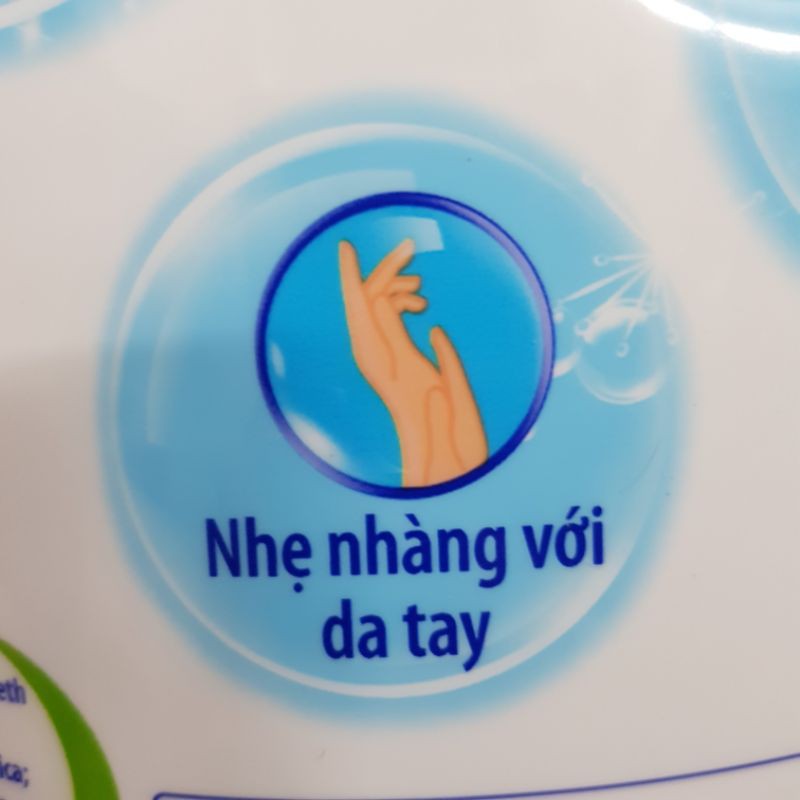 Nhẹ nhàng với
da tay